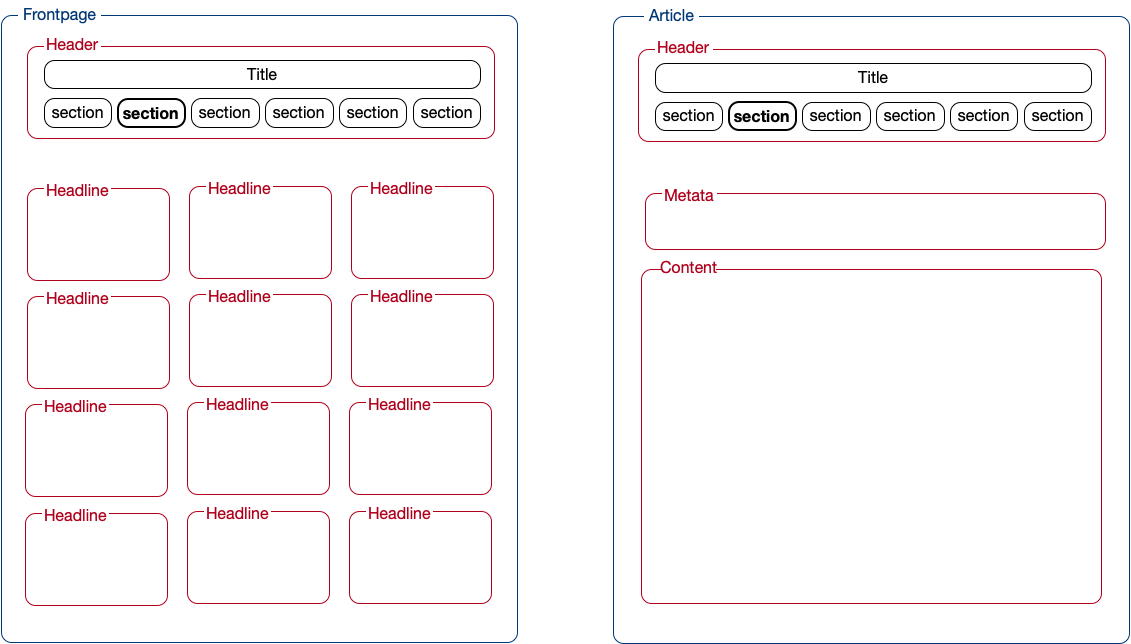 Frontpage
Header
Title
section section section section section section
Headline Headline Headline
Headline Headline Headline
Headline Headline Headline
Headline Headline Headline
Article
Header
Title
section section section section section section
Metata
Content